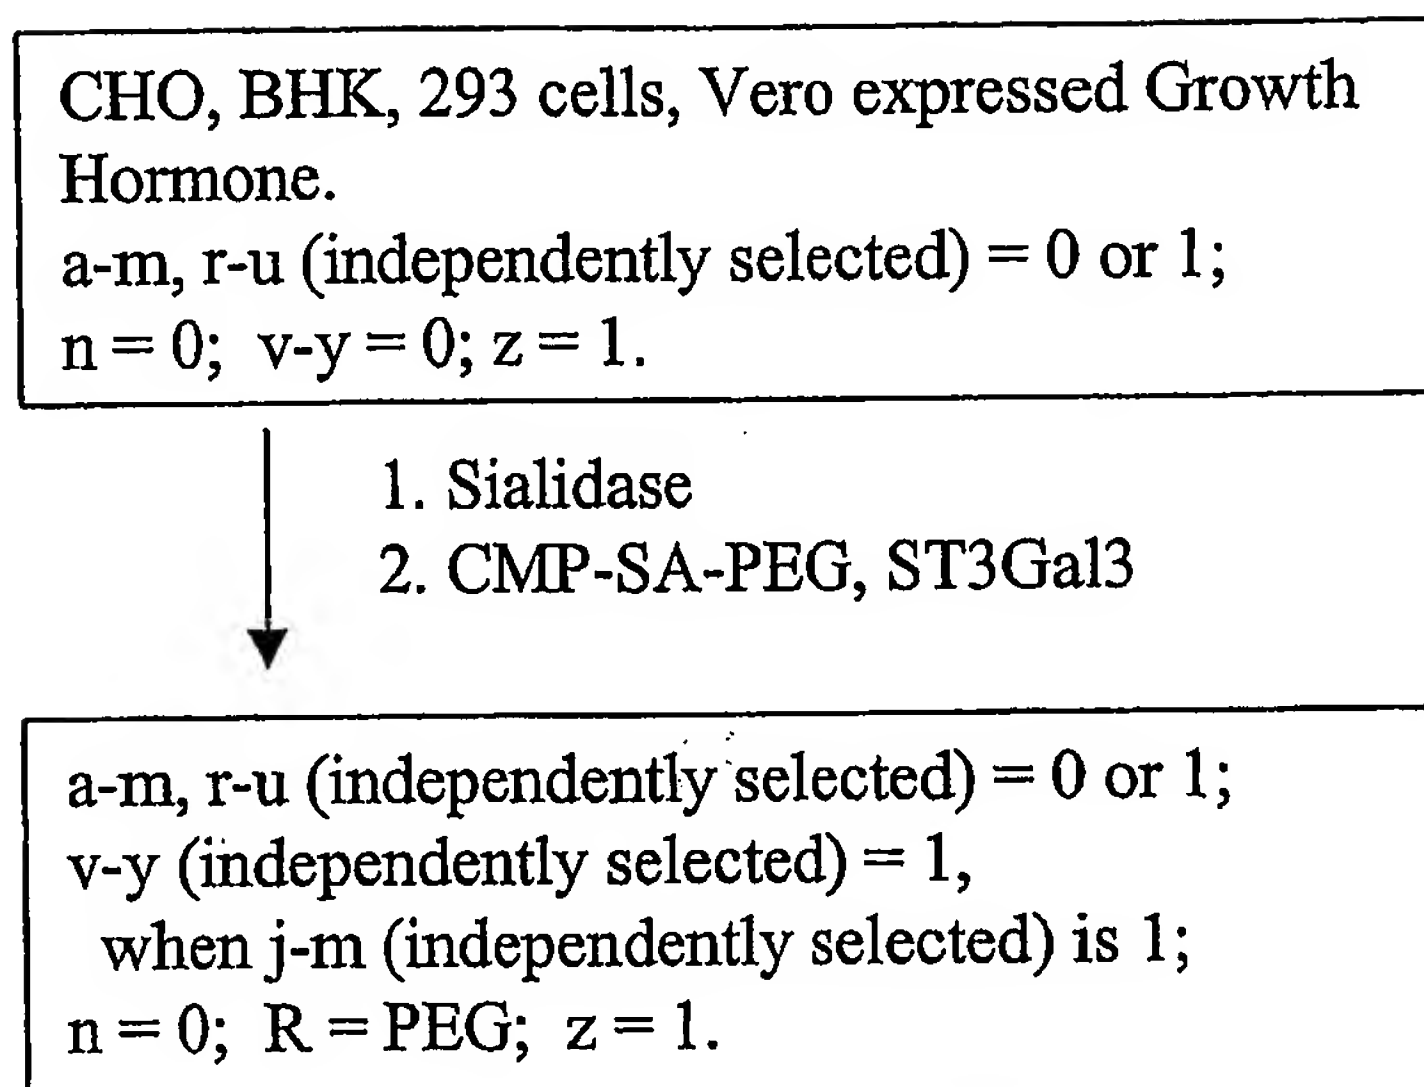 CHO, BHK, 293 cells, Vero expressed Growth
Hormone.
a-m, r-u (independently selected) = 0 or 1;
n = 0; v-y = 0; z = 1.
1. Sialidase
2. CMP-SA-PEG, ST3Gal3
a-m, r-u (independently selected) = 0 or 1;
v-y (independently selected) = 1,
when j-m (independently selected) is 1;
n = 0; R = PEG; z = 1.